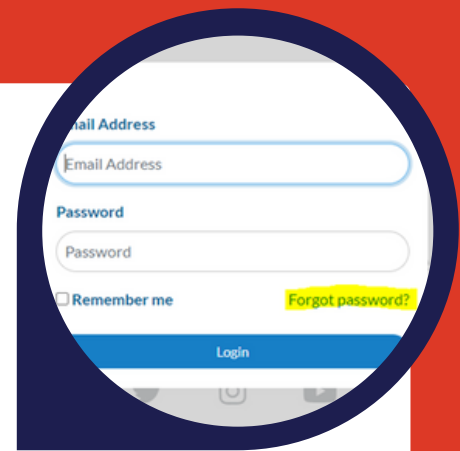 mail Address
Email Address
Password
Password
Remember me Forgot password?
Login